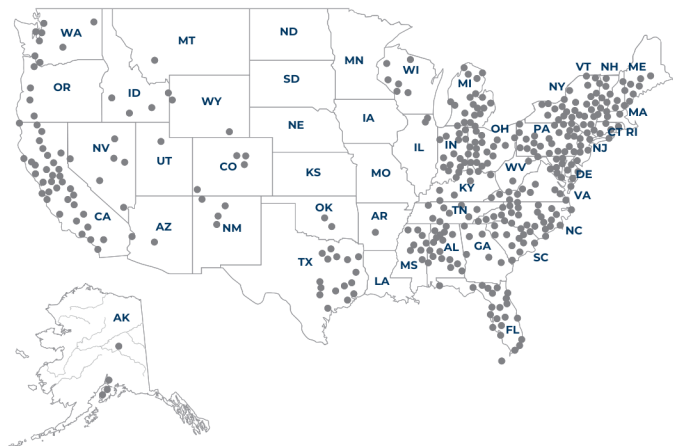 WA
MT
ND
MN
WI
MI
VT
NH
ME
OR
ID
WY
SD
NY
MA
NE
IA
IL
IN
OH
PA
CT
RI
NJ
NV
UT
CO
KS
MO
KY
WV
DE
VA
CA
AZ
NM
OK
AR
TN
NC
TX
LA
MS
AL
GA
SC
FL
AK